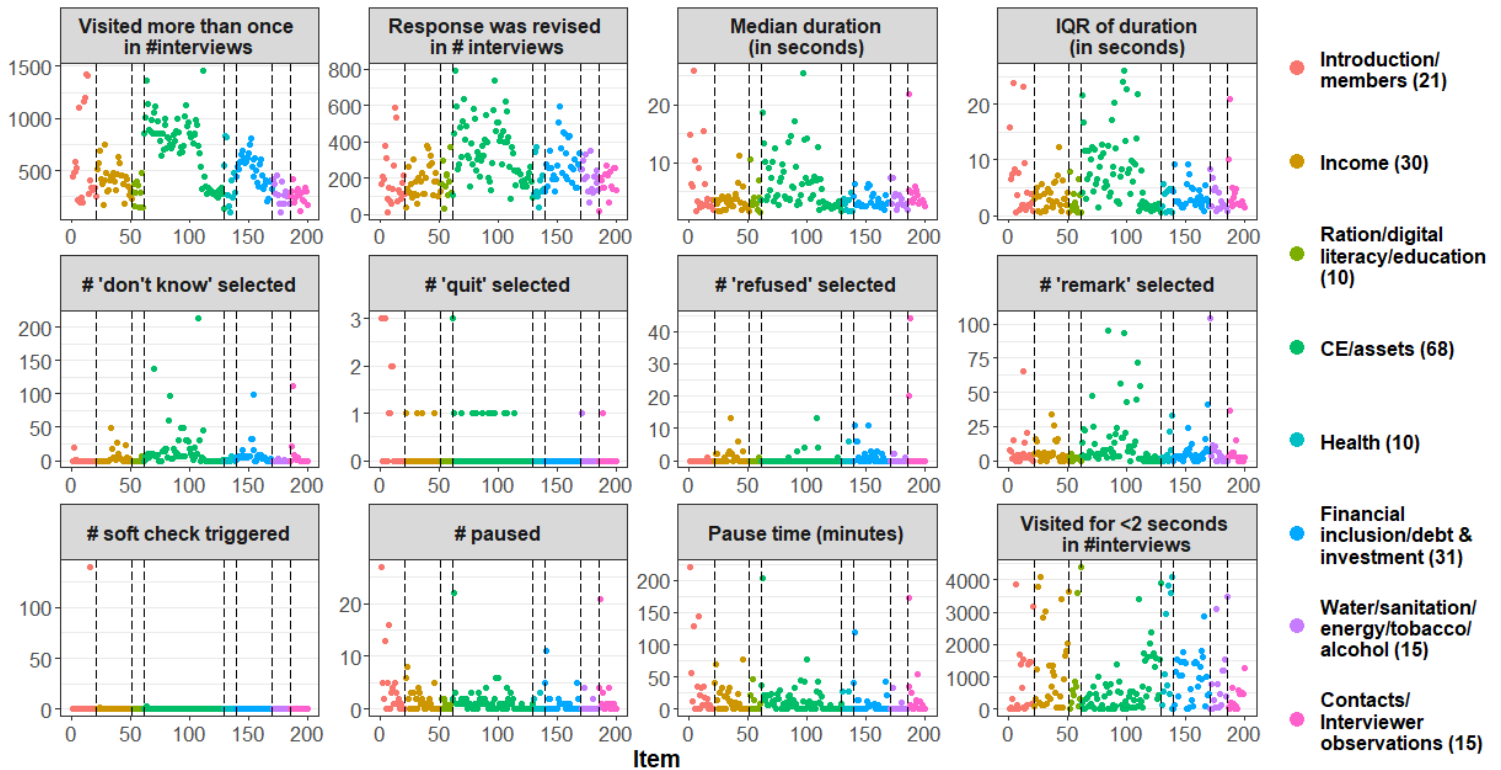 Visited more than once
in #interviews
Response was revised
in # interviews
Median duration
(in seconds)
IQR of duration
(in seconds)
1500
1000
500
0 50 100 150 200
800
600
400
200
0
0 50 100 150 200
20
10
0 50 100 150 200
20
10
0
0 50 100 150 200
# 'don't know' selected
# 'quit' selected
# 'refused' selected
# 'remark' selected
200
150
100
50
0
0 50 100 150 200
3
2
1
0
0 50 100 150 200
40
30
20
10
0
0 50 100 150 200
100
75
50
25
0
0 50 100 150 200
# soft check triggered
# paused
Pause time (minutes)
Visited for <2 seconds
in #interviews
100
50
0
0 50 100 150 200
20
10
0
0 50 100 150 200
200
150
100
50
0
0 50 100 150 200
4000
3000
2000
1000
0
0 50 100 150 200
Item
Introduction/
members (21)
Income (30)
Ration/digital
literacy/education
(10)
CE/assets (68)
Health (10)
Financial
inclusion/debt &
investment (31)
Water/sanitation/
energy/tobacco/
alcohol (15)
Contacts/
Interviewer
observations (15)